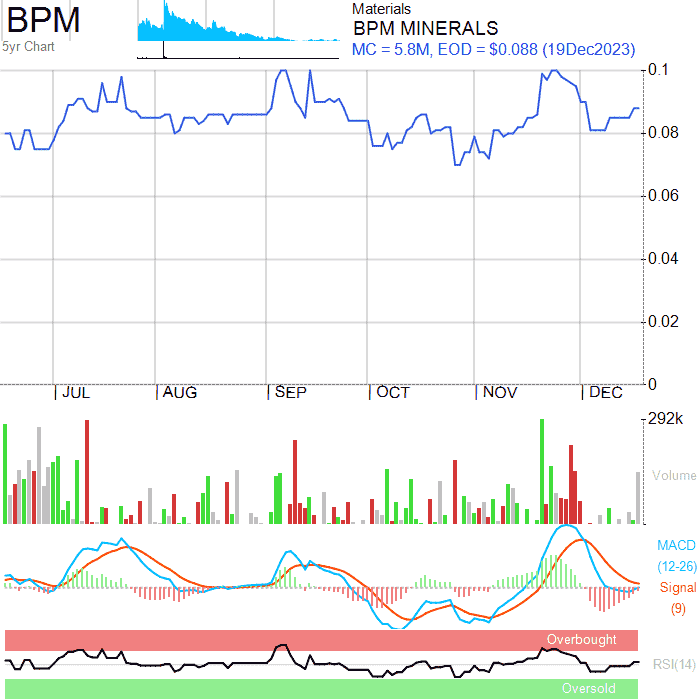 BPM
5yr Chart
Materials
BPM MINERALS
MC = 5.8M, EOD = $0.088 (19Dec2023)
0.1
0.08
0.06
0.04
0.02
0
JUL AUG SEP OCT NOV DEC
292k
Volume
MACD
(12-26)
Signal
(9)
Overbought
RSI(14)
Oversold